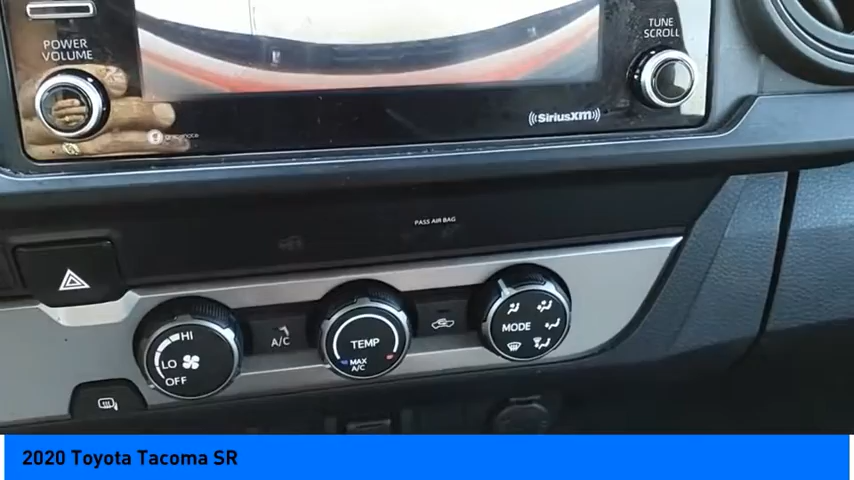 POWER
VOLUME
TUNE
SCROLL
SiriusXM
PASS AIR BAG
LO
HI
OFF
A/C
TEMP
MAX
A/C
MODE
2020 Toyota Tacoma SR